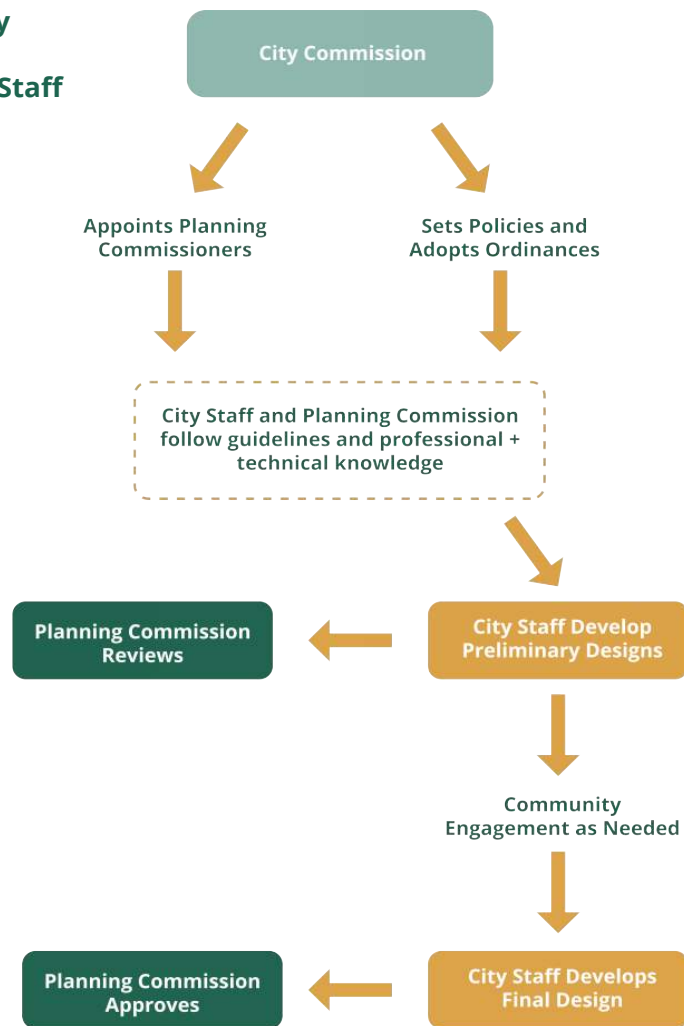 y
Staff
City Commission
Appoints Planning
Commissioners
Sets Policies and
Adopts Ordinances
City Staff and Planning Commission
follow guidelines and professional +
technical knowledge
Planning Commission
Reviews
City Staff Develop
Preliminary Designs
Community
Engagement as Needed
Planning Commission
Approves
City Staff Develops
Final Design